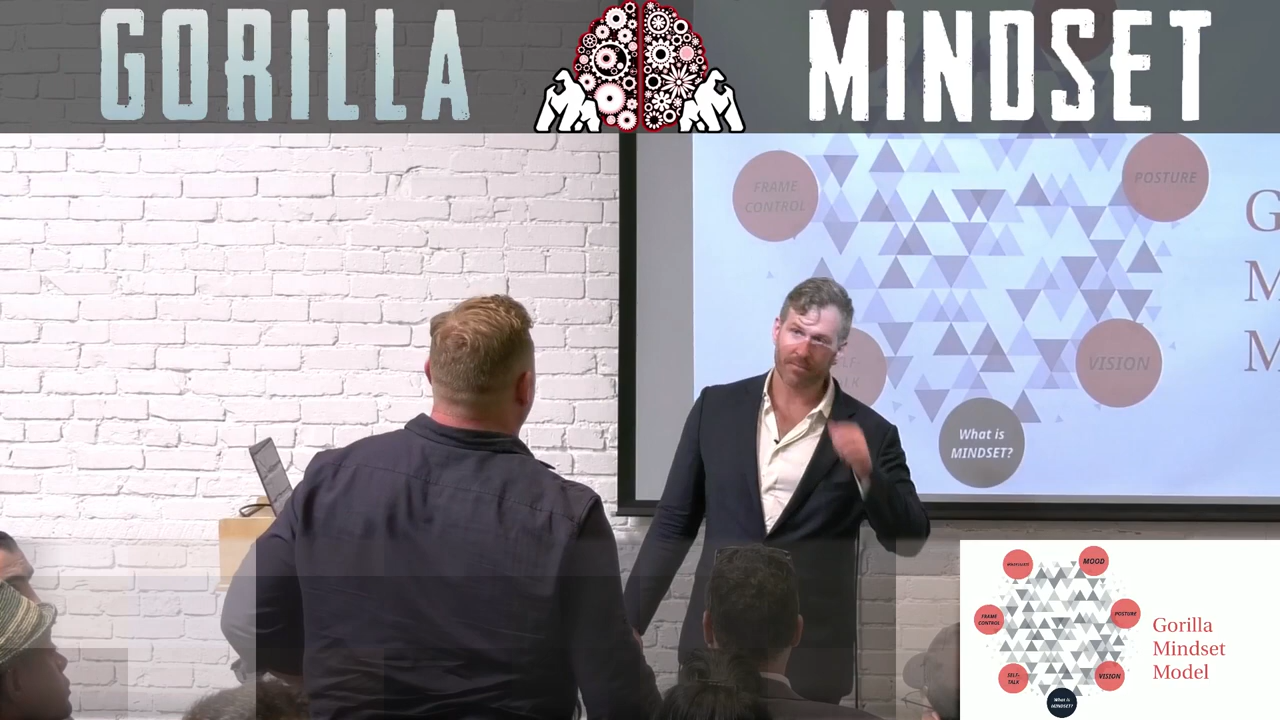 GORILLA
MINDSET
FRAME
CONTROL
POSTURE
G
M
VISION
M
What is
MINDSET?
MOOD
FRAME
CONTROL
POSTURE
Gorilla
Mindset
Model
SELF-
TALK
VISION
What is
MINDSET?